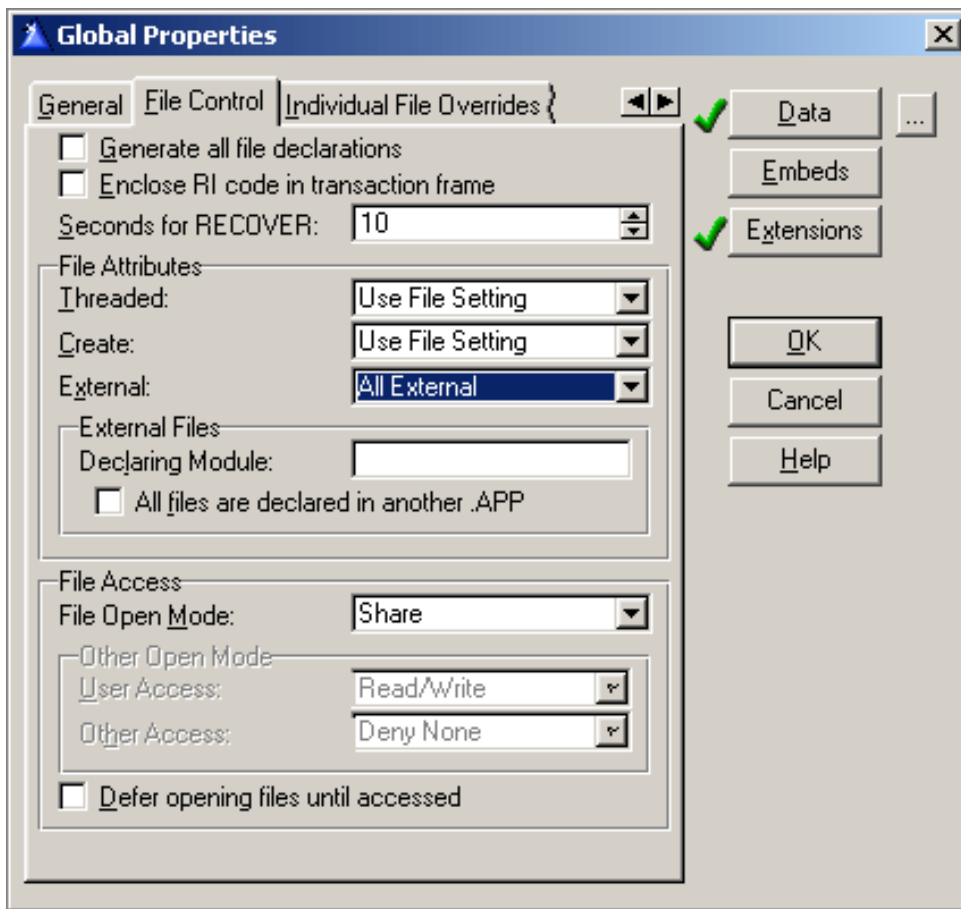 Global Properties
General File Control Individual File Overrides
Data ...
Generate all file declarations
Embeds
Enclose RI code in transaction frame
Seconds for RECOVER: 10
Extensions
File Attributes
Threaded: Use File Setting
Create: Use File Setting
OK
External: All External
Cancel
External Files
Declaring Module:
Help
All files are declared in another .APP
File Access
File Open Mode: Share
Other Open Mode
User Access: Read/Write
Other Access: Deny None
Defer opening files until accessed